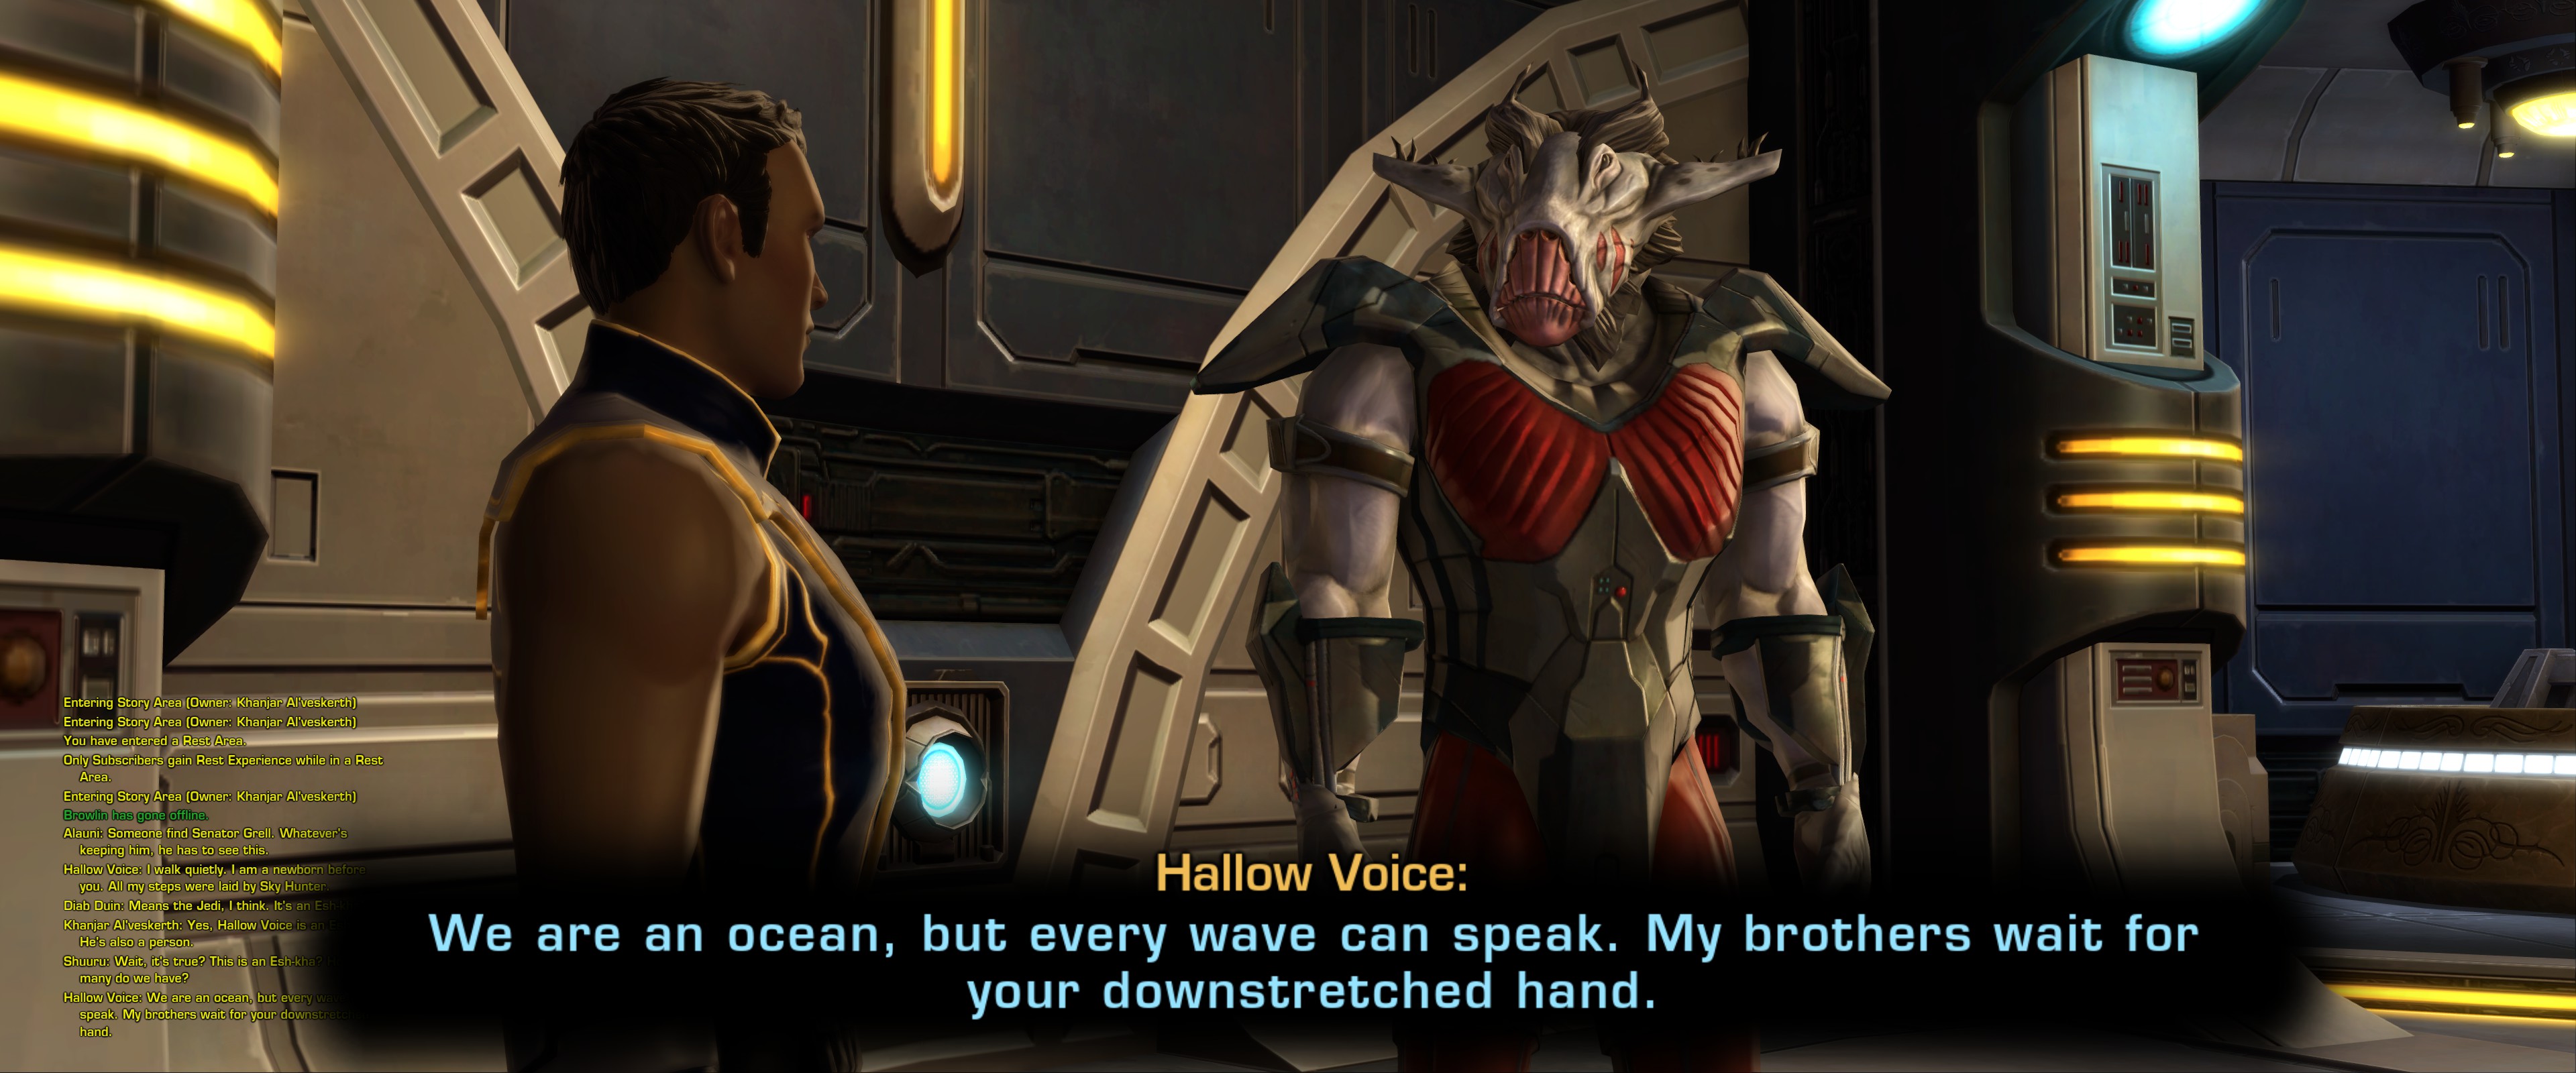 Entering Story Area (Owner: Khanjar Al'veskerth)
Entering Story Area (Owner: Khanjar Al'veskerth)
You have entered a Rest Area.
Only Subscribers gain Rest Experience while in a Rest
Area.
Entering Story Area (Owner: Khanjar Al'veskerth)
Browlin has gone offline.
Alauni: Someone find Senator Grell. Whatever's
keeping him, he has to see this.
Hallow Voice: I walk quietly. I am a newborn before
you. All my steps were laid by Sky Hunter.
Diab Duin: Means the Jedi, I think. It's an
Khanjar Al'veskerth: Yes, Hallow Voice is an
He's also a person.
Shuuru: Wait, it's true? This is an Esh-kha?
many do we have?
Hallow Voice: We are an ocean, but every
speak. My brothers wait for your
hand.
Hallow Voice:
We are an ocean, but every wave can speak. My brothers wait for
your downstretched hand.